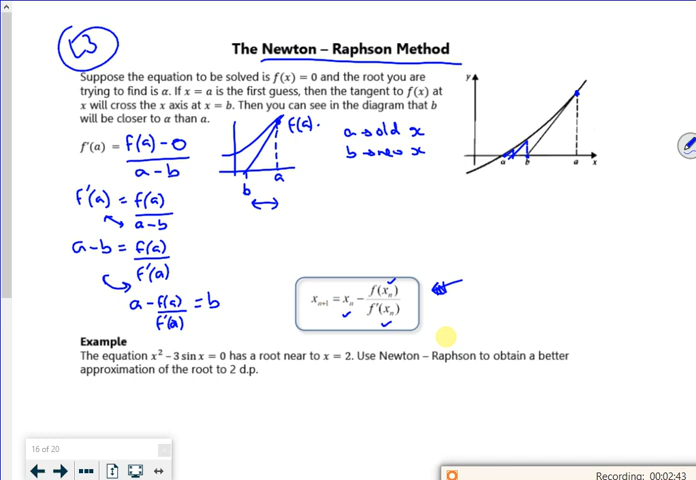 L3
The Newton – Raphson Method
Suppose the equation to be solved is f(x) = 0 and the root you are
trying to find is α. If x = a is the first guess, then the tangent to f(x) at
x will cross the x axis at x = b. Then you can see in the diagram that b
will be closer to α than a.
f'(a) = f(a) – 0 / a – b
f(a).
b a
a → old x
b → new x
y
α b a x
f'(a) = f(a) / a – b
a – b = f(a) / f'(a)
a – f(a) / f'(a) = b
xₙ₊₁ = xₙ – f(xₙ) / f'(xₙ)
Example
The equation x² – 3 sin x = 0 has a root near to x = 2. Use Newton – Raphson to obtain a better
approximation of the root to 2 d.p.
16 of 20
Recording: 00:02:43